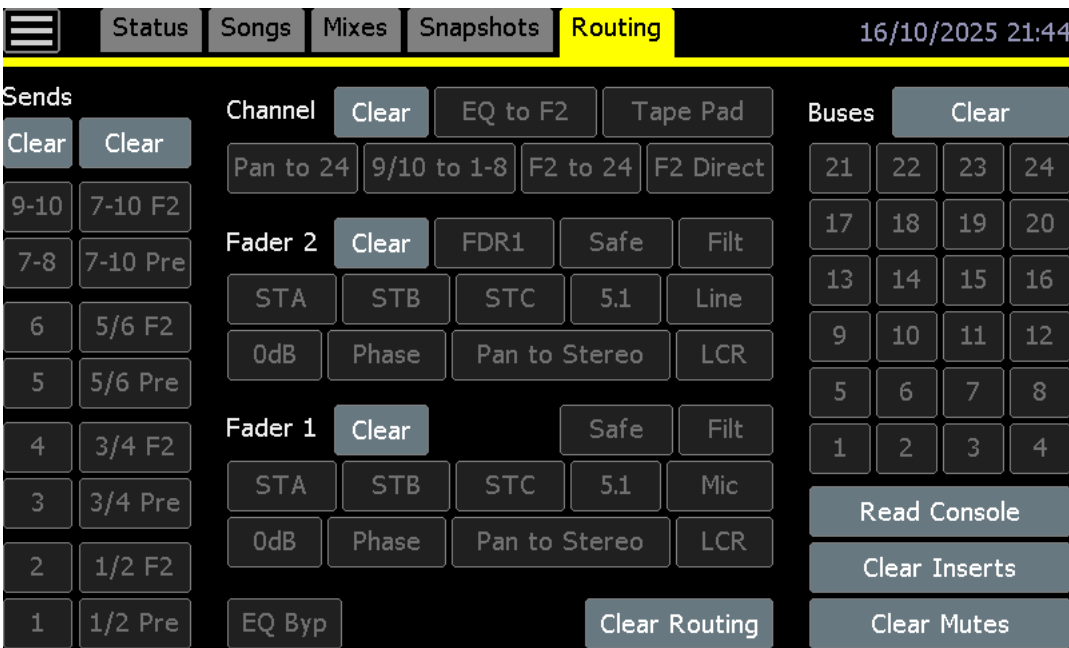 Status Songs Mixes Snapshots Routing 16/10/2025 21:44
Sends
Clear Clear
9-10 7-10 F2
7-8 7-10 Pre
6 5/6 F2
5 5/6 Pre
4 3/4 F2
3 3/4 Pre
2 1/2 F2
1 1/2 Pre
Channel Clear EQ to F2 Tape Pad
Pan to 24 9/10 to 1-8 F2 to 24 F2 Direct
Fader 2 Clear FDR1 Safe Filt
STA STB STC 5.1 Line
0dB Phase Pan to Stereo LCR
Fader 1 Clear Safe Filt
STA STB STC 5.1 Mic
0dB Phase Pan to Stereo LCR
EQ Byp Clear Routing
Buses Clear
21 22 23 24
17 18 19 20
13 14 15 16
9 10 11 12
5 6 7 8
1 2 3 4
Read Console
Clear Inserts
Clear Mutes